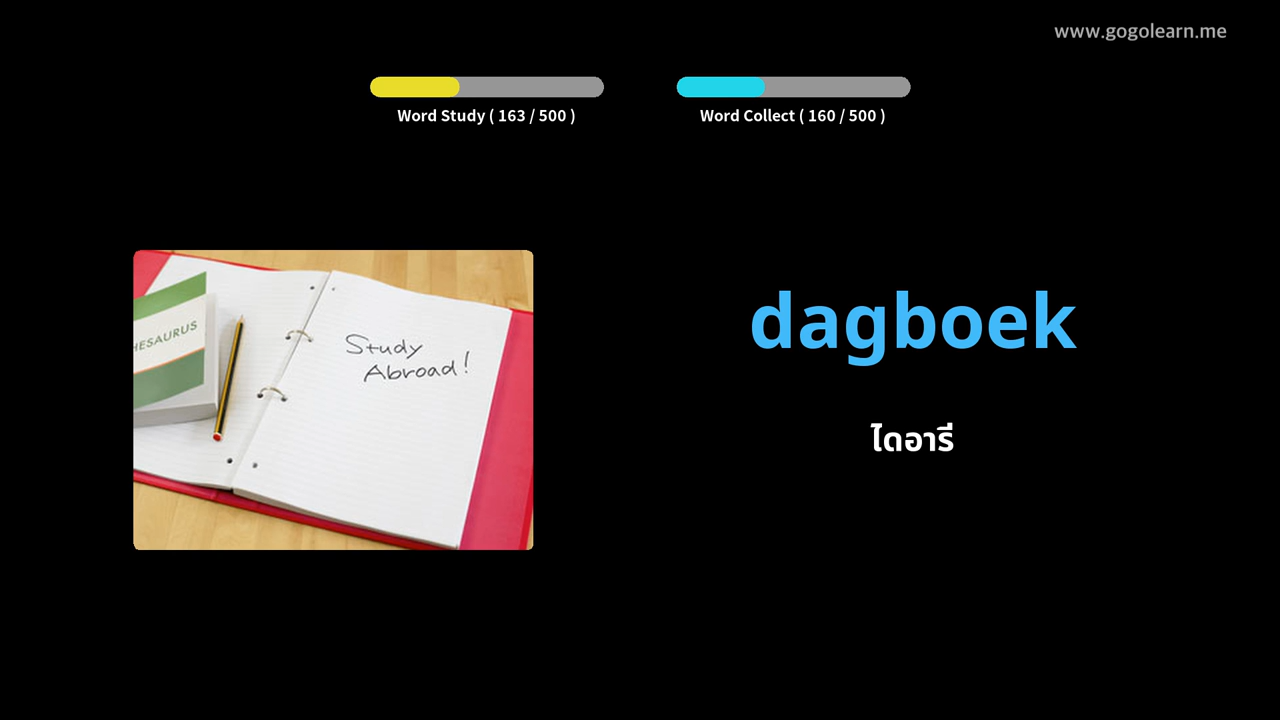 www.gogolearn.me
Word Study ( 163 / 500 )
Word Collect ( 160 / 500 )
HESAURUS
Study
Abroad!
dagboek
ไดอารี